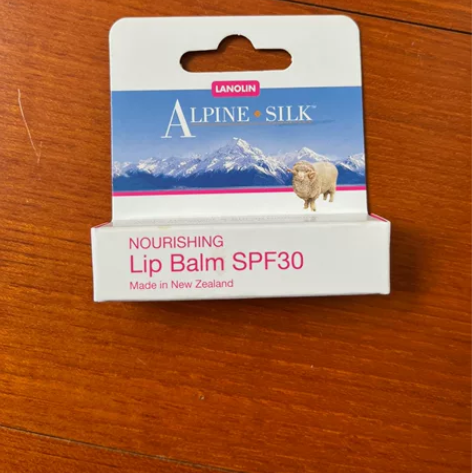 LANOLIN
ALPINE • SILK™
NOURISHING
Lip Balm SPF30
Made in New Zealand